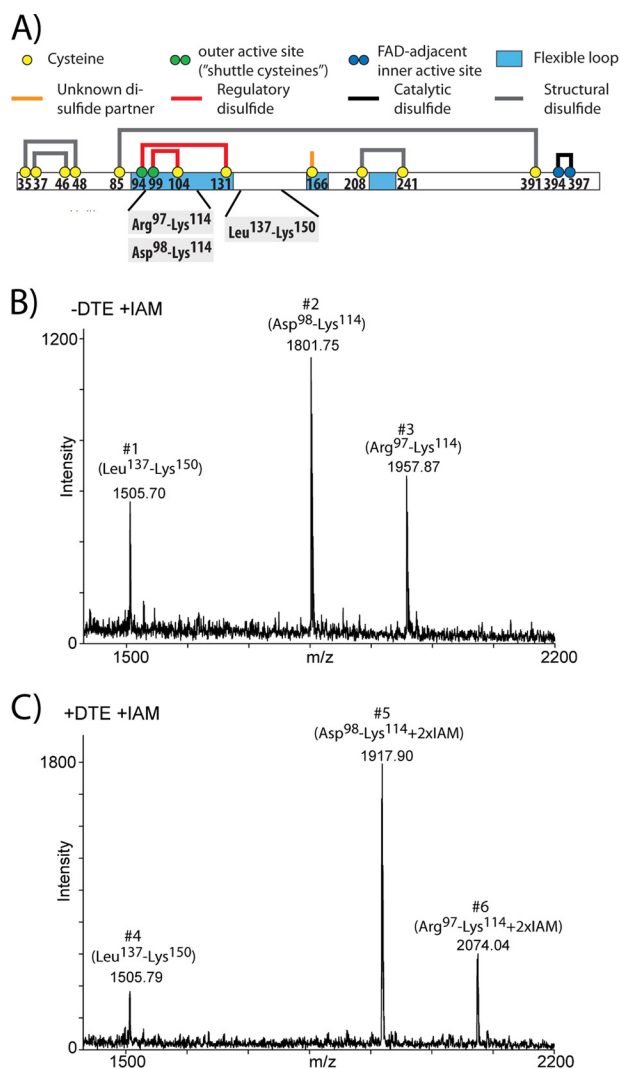 A)
Cysteine
outer active site
("shuttle cysteines")
FAD-adjacent
inner active site
Flexible loop
Unknown di-
sulfide partner
Regulatory
disulfide
Catalytic
disulfide
Structural
disulfide
35 37 46 48 85 94 99 104 131 166 208 241 391 394 397
Arg97-Lys114
Asp98-Lys114
Leu137-Lys150
B)
-DTE +IAM
#2
(Asp98-Lys114)
1801.75
1200
#3
(Arg97-Lys114)
1957.87
#1
(Leu137-Lys150)
1505.70
Intensity
0
1500
m/z
2200
C)
+DTE +IAM
#5
(Asp98-Lys114+2xIAM)
1917.90
1800
#6
(Arg97-Lys114+2xIAM)
2074.04
#4
(Leu137-Lys150)
1505.79
Intensity
0
1500
m/z
2200